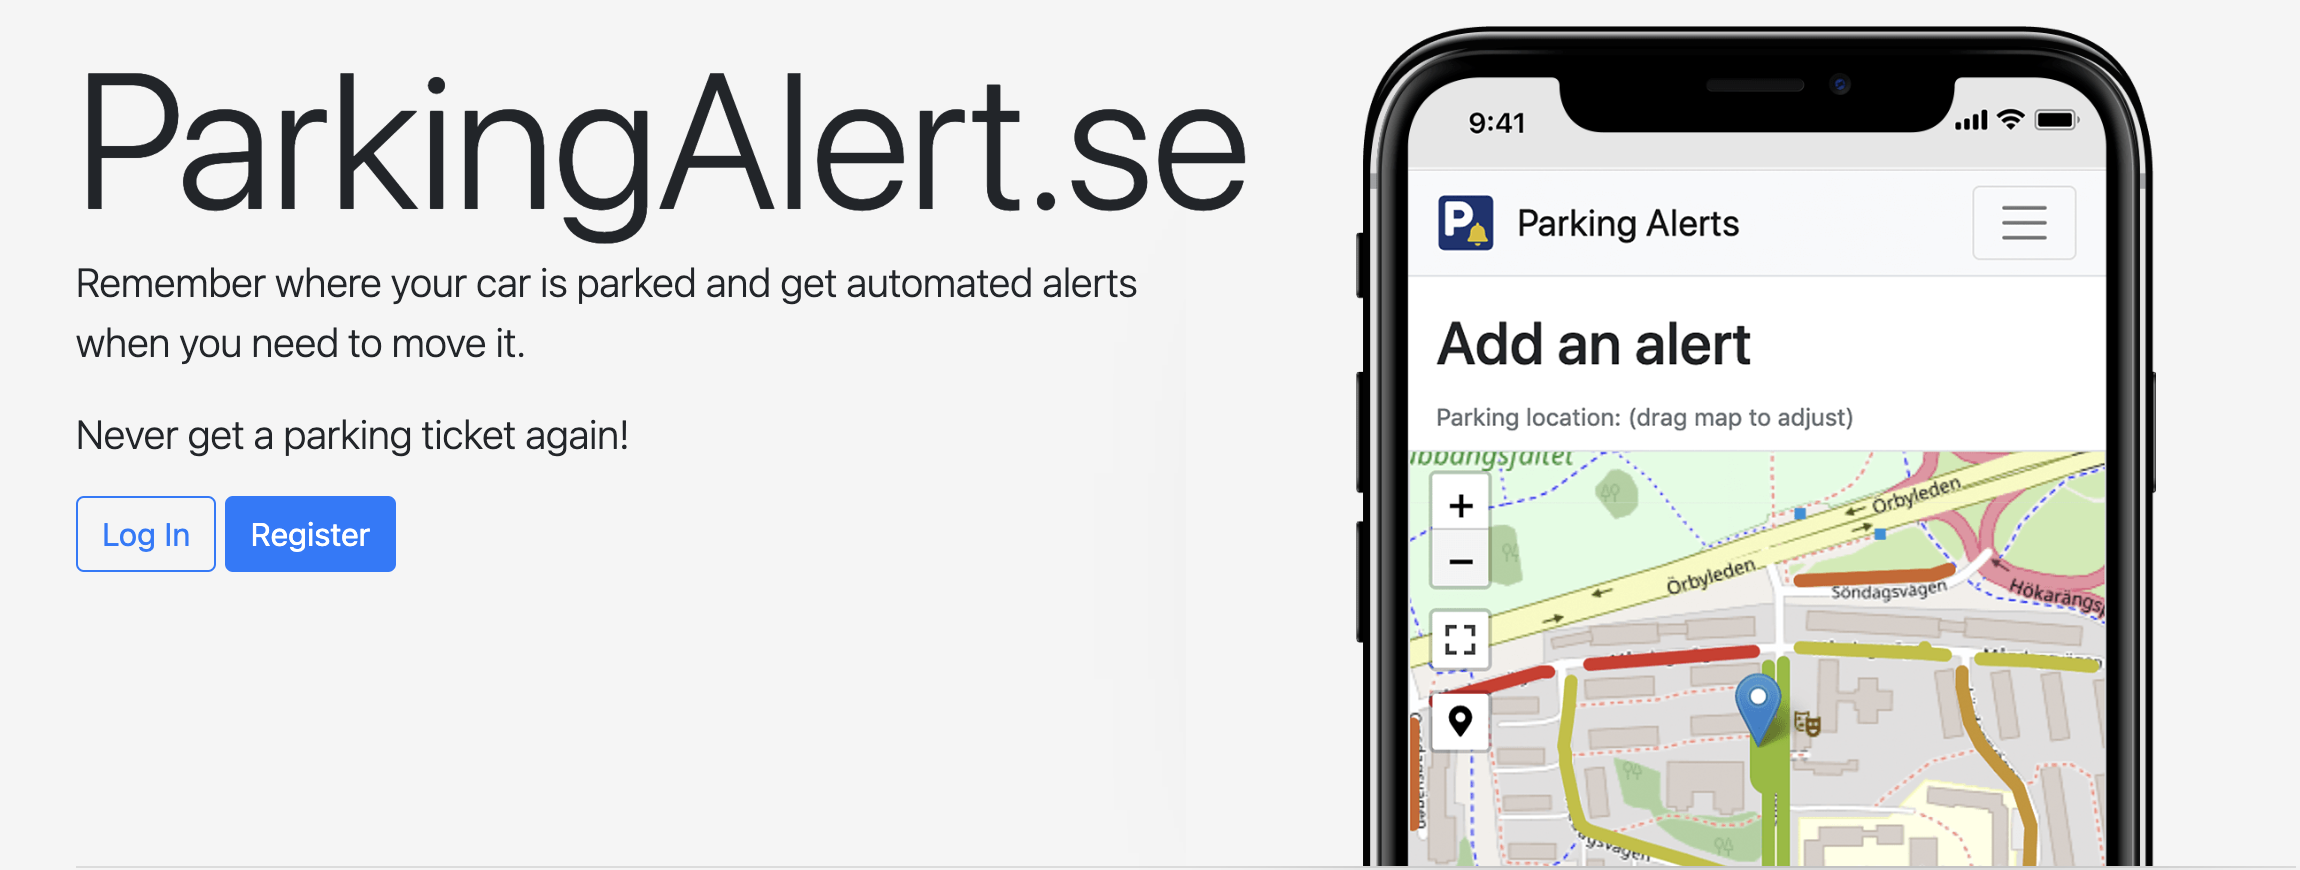 ParkingAlert.se
Remember where your car is parked and get automated alerts
when you need to move it.
Never get a parking ticket again!
Log In
Register
9:41
P
Parking Alerts
Add an alert
Parking location: (drag map to adjust)
Örbyleden
Örbyleden
Söndagsvägen